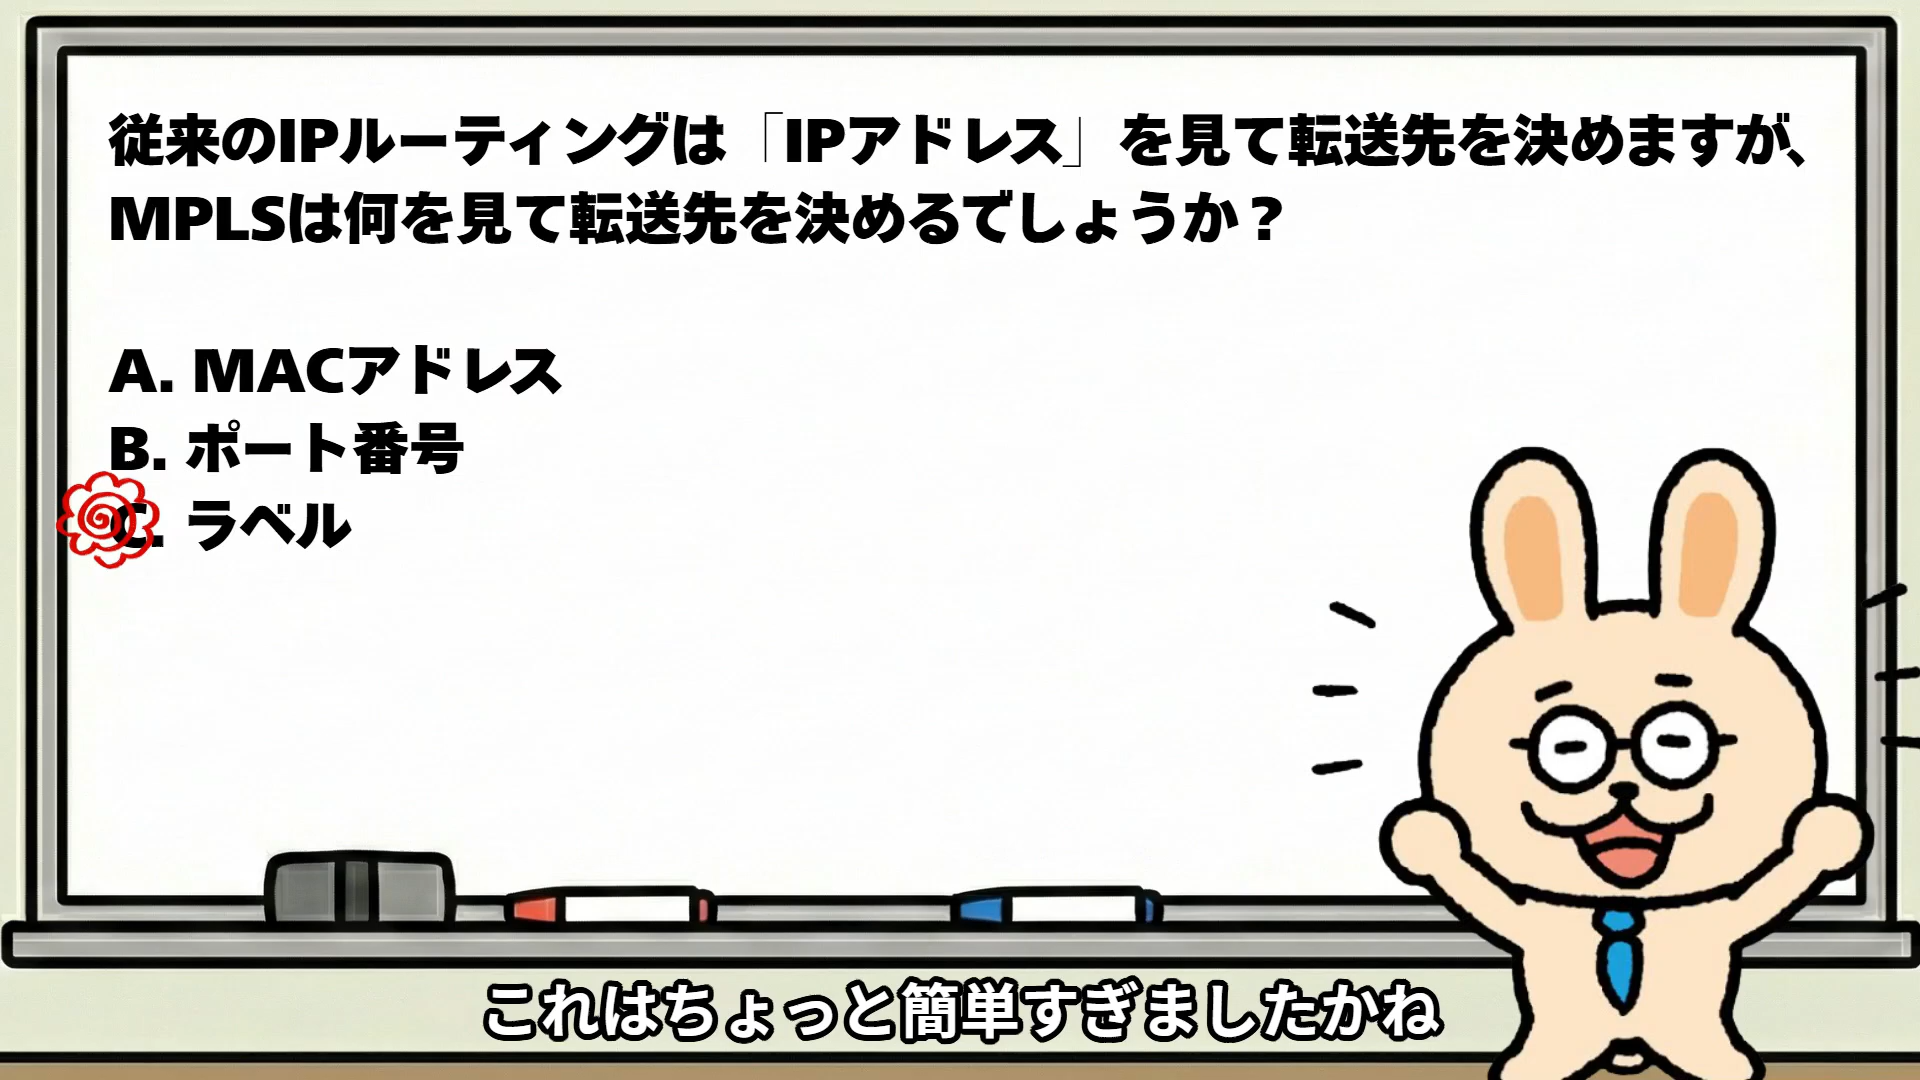 従来のIPルーティングは「IPアドレス」を見て転送先を決めますが、
MPLSは何を見て転送先を決めるでしょうか？
A. MACアドレス
B. ポート番号
C. ラベル
これはちょっと簡単すぎましたかね